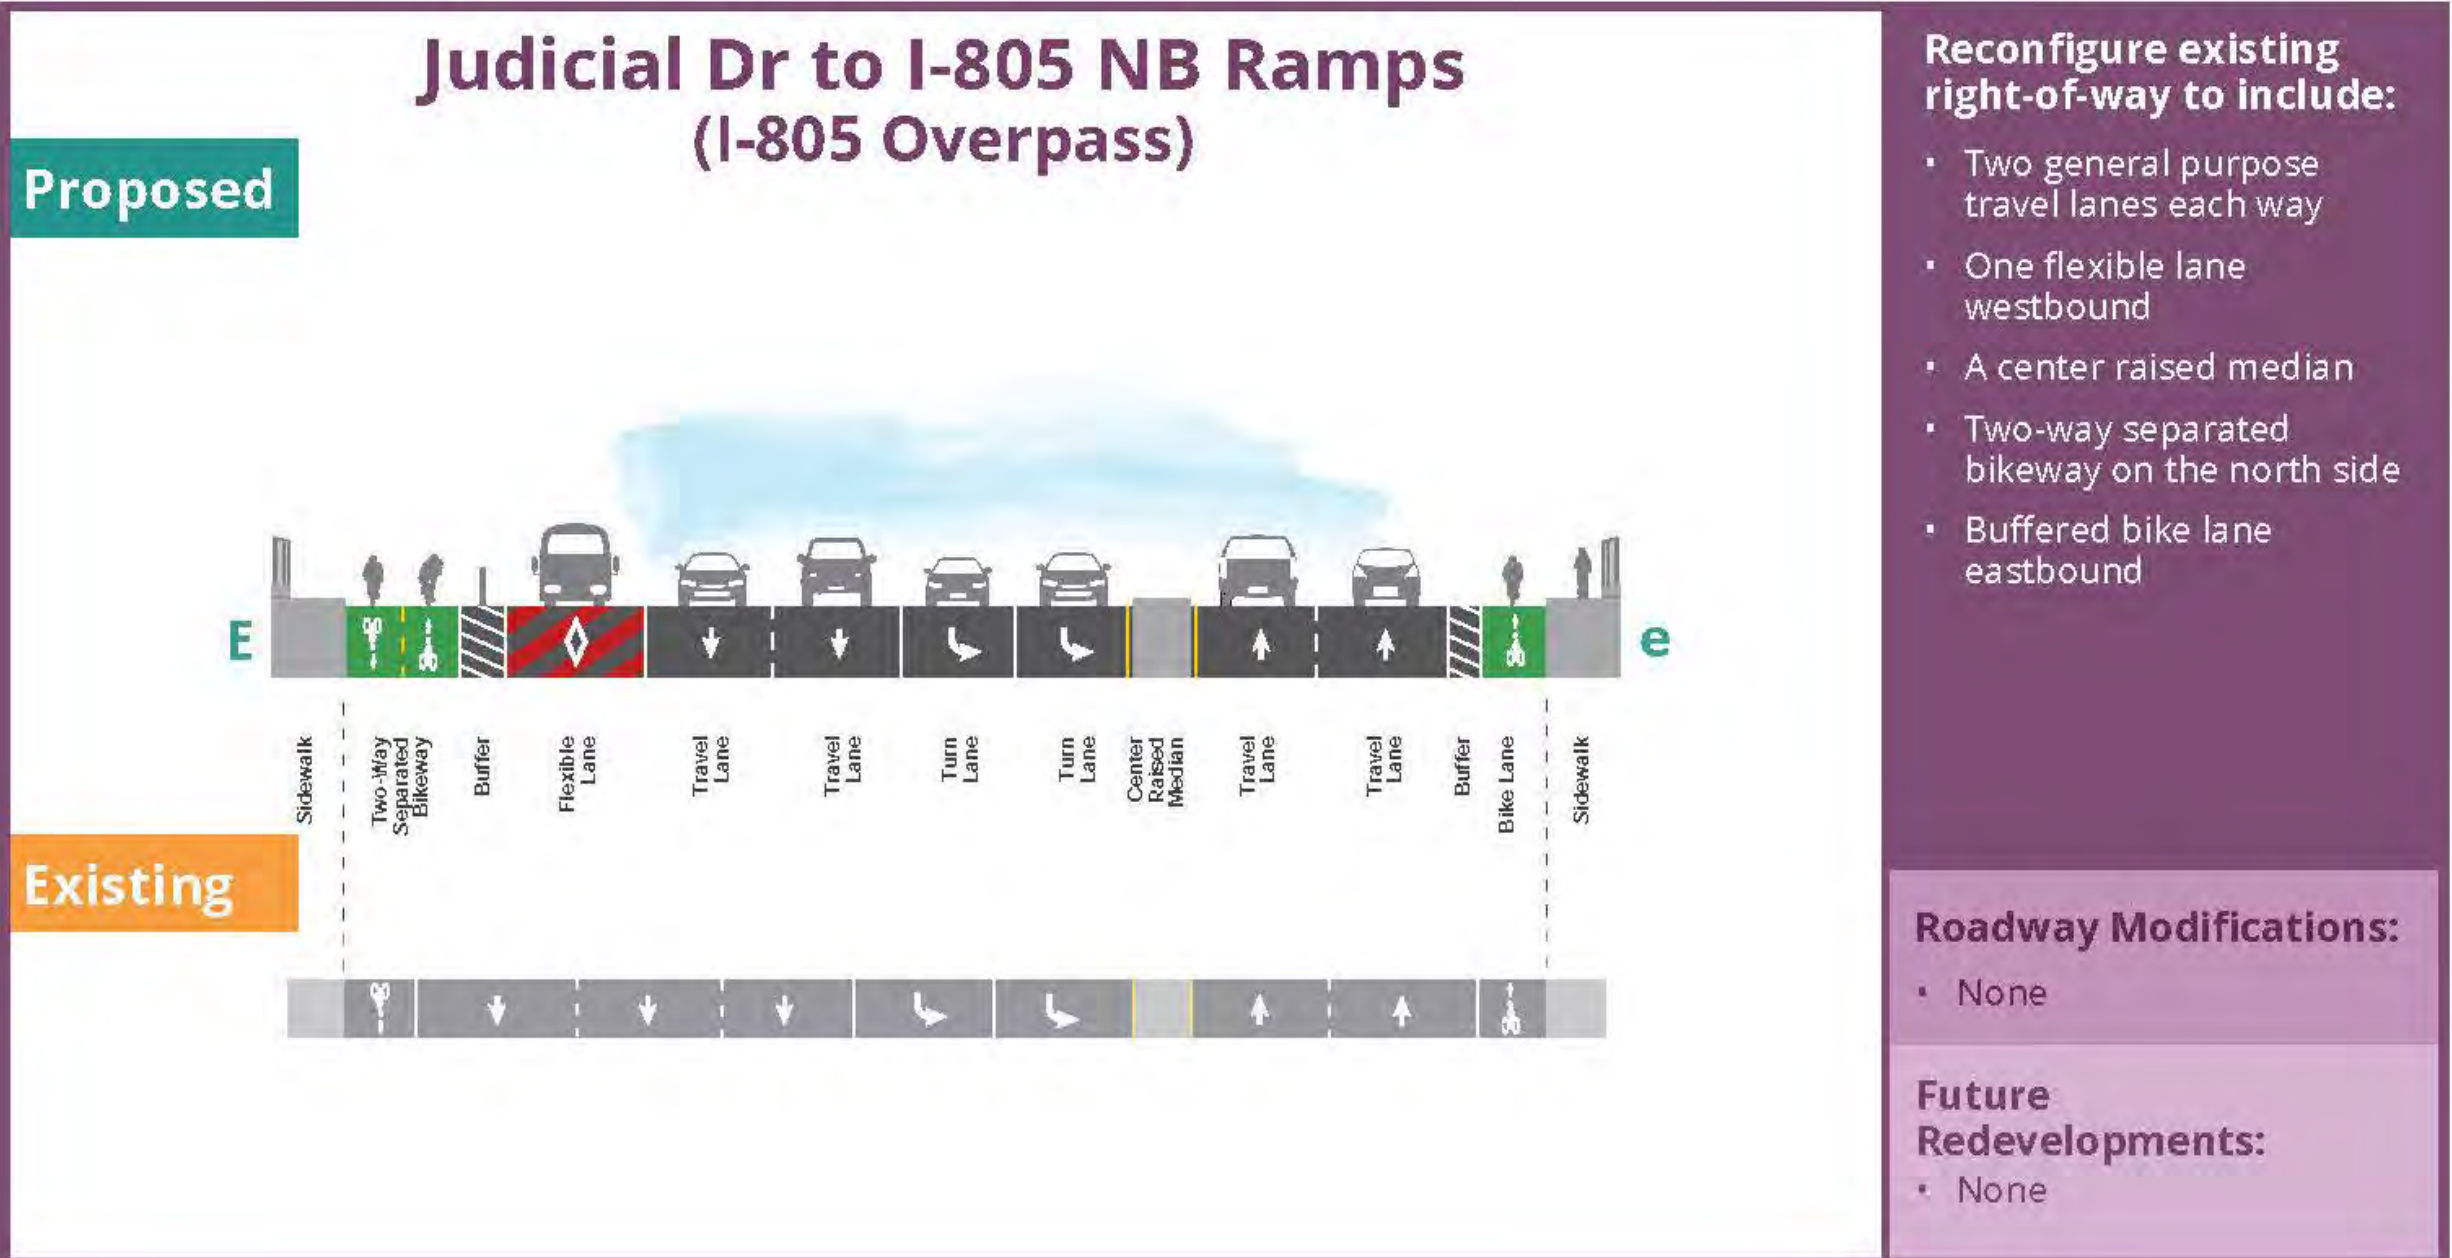 Judicial Dr to I-805 NB Ramps
(I-805 Overpass)
Proposed
E
e
Sidewalk
Two-Way
Separated
Bikeway
Buffer
Flexible
Lane
Travel
Lane
Travel
Lane
Turn
Lane
Turn
Lane
Center
Raised
Median
Travel
Lane
Travel
Lane
Buffer
Bike Lane
Sidewalk
Existing
Reconfigure existing
right-of-way to include:
· Two general purpose
travel lanes each way
· One flexible lane
westbound
· A center raised median
· Two-way separated
bikeway on the north side
· Buffered bike lane
eastbound
Roadway Modifications:
· None
Future
Redevelopments:
· None